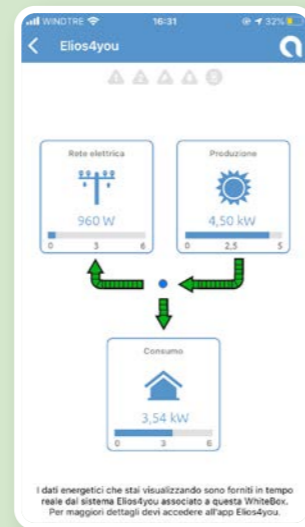 WINDTRE 16:31 32%
Elios4you
Rete elettrica Produzione
960 W 4,50 kW
0 3 6 0 2,5 5
Consumo
3,54 kW
0 3 6
I dati energetici che stai visualizzando sono forniti in tempo
reale dal sistema Elios4you associato a questa WhiteBox.
Per maggiori dettagli devi accedere all'app Elios4you.